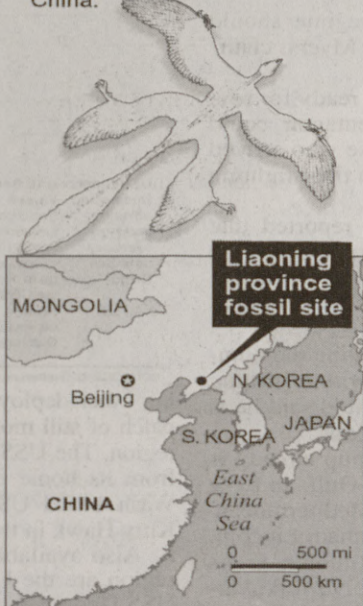 China.
Liaoning
province
fossil site
MONGOLIA
Beijing
N. KOREA
S. KOREA
JAPAN
East
China
Sea
CHINA
0 500 mi
0 500 km